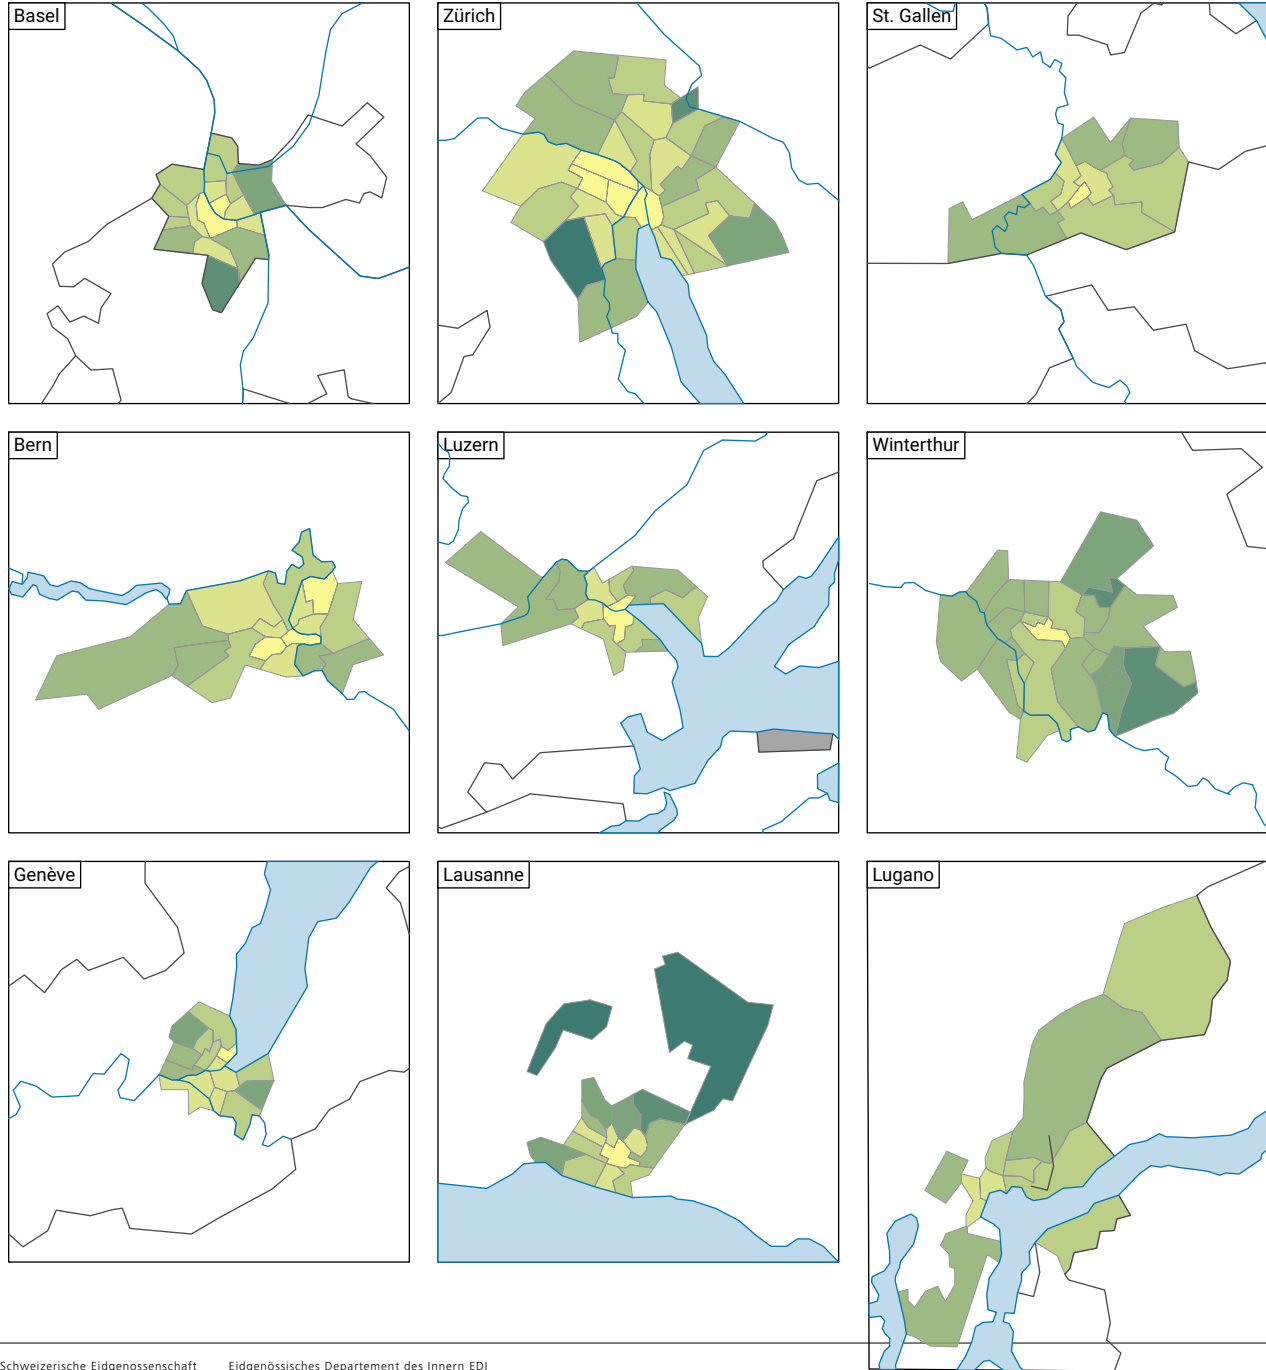 Basel
Zürich
St. Gallen
Bern
Luzern
Winterthur
Genève
Lausanne
Lugano
Schweizerische Eidgenossenschaft Eidgenössisches Departement des Innern EDI